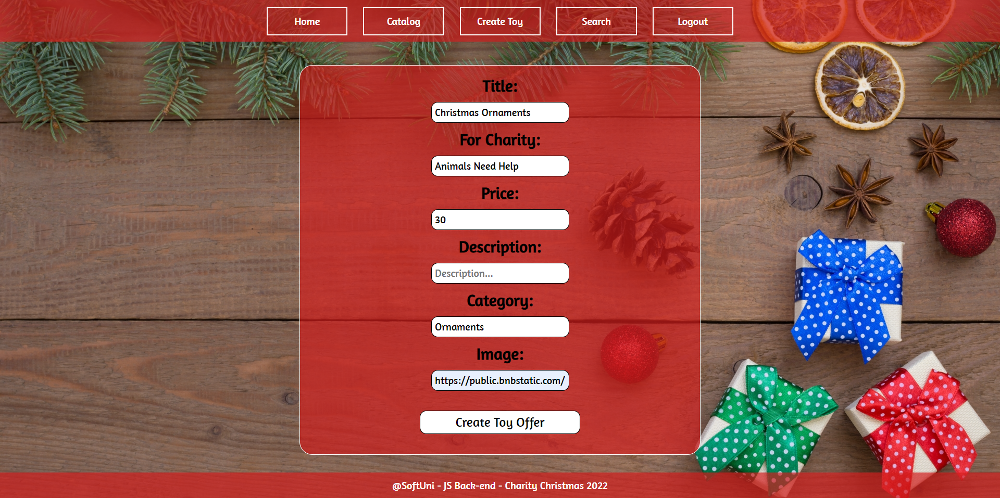 Home
Catalog
Create Toy
Search
Logout
Title:
Christmas Ornaments
For Charity:
Animals Need Help
Price:
30
Description:
Description...
Category:
Ornaments
Image:
https://public.bnbstatic.com/
Create Toy Offer
@SoftUni - JS Back-end - Charity Christmas 2022